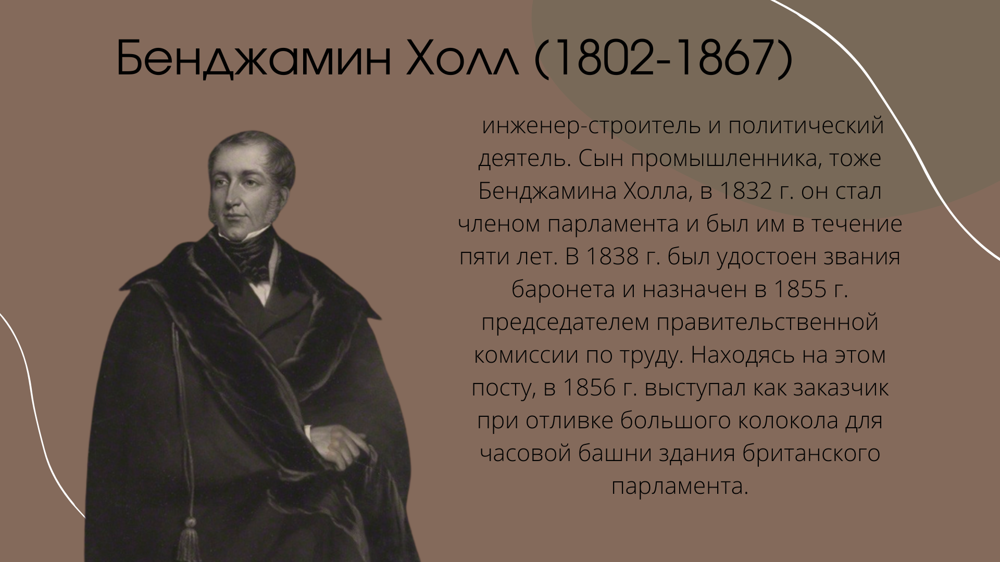 Бенджамин Холл (1802-1867)
инженер-строитель и политический
деятель. Сын промышленника, тоже
Бенджамина Холла, в 1832 г. он стал
членом парламента и был им в течение
пяти лет. В 1838 г. был удостоен звания
баронета и назначен в 1855 г.
председателем правительственной
комиссии по труду. Находясь на этом
посту, в 1856 г. выступал как заказчик
при отливке большого колокола для
часовой башни здания британского
парламента.